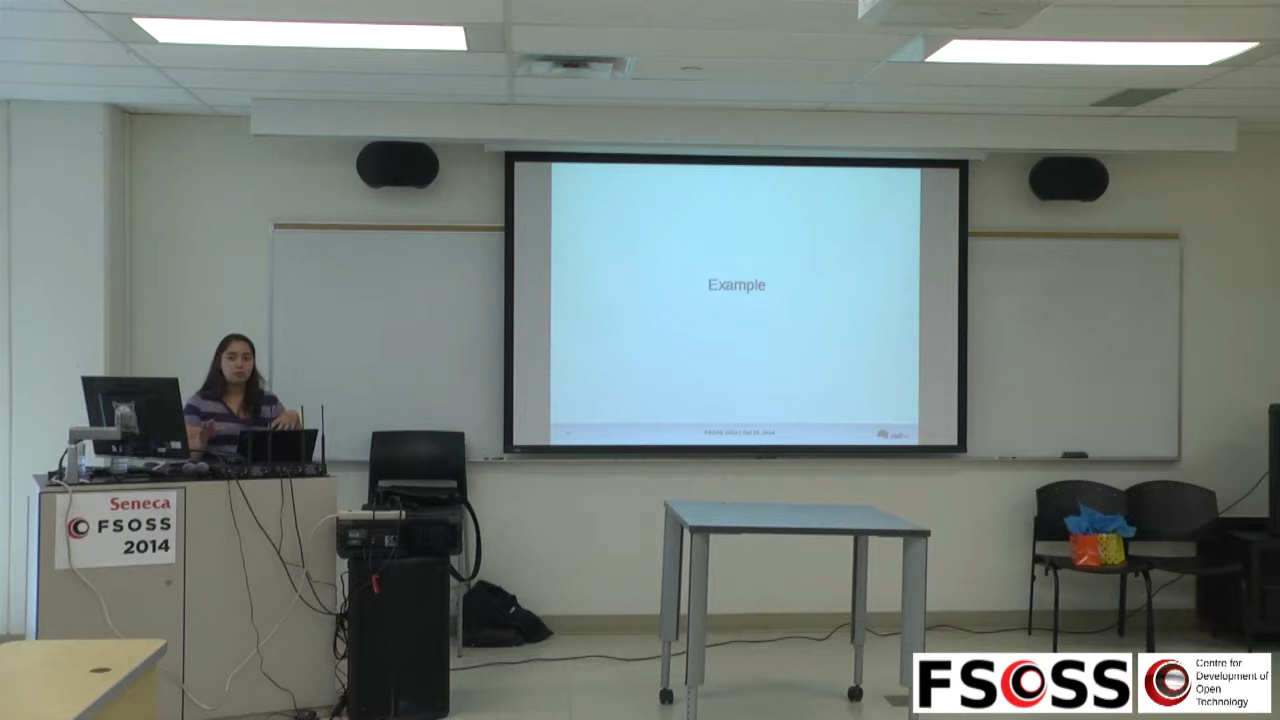 Example
Seneca
FSOSS
2014
FSOSS
Centre for
Development of
Open
Technology